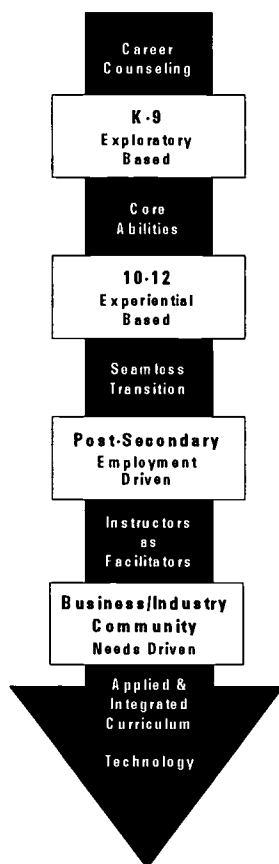 Career
Counseling
K-9
Exploratory
Based
Core
Abilities
10-12
Experiential
Based
Seamless
Transition
Post-Secondary
Employment
Driven
Instructors
as
Facilitators
Business/Industry
Community
Needs Driven
Applied &
Integrated
Curriculum
Technology